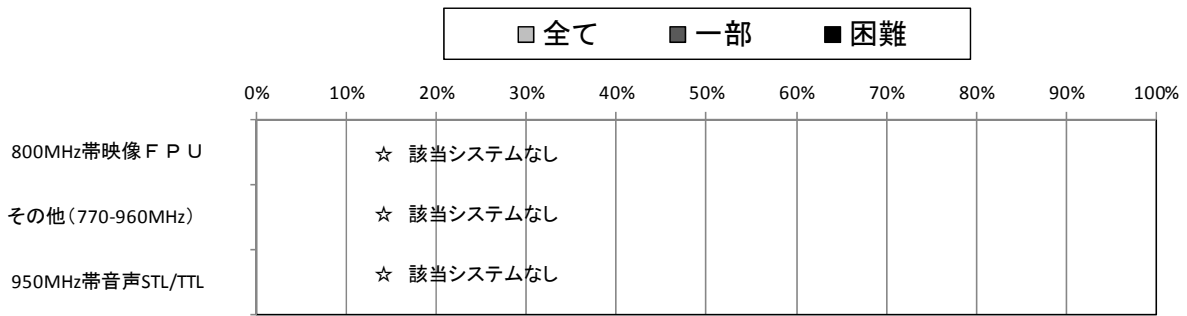 全て 一部 困難
0% 10% 20% 30% 40% 50% 60% 70% 80% 90% 100%
800MHz帯映像ＦＰＵ ☆ 該当システムなし
その他（770-960MHz） ☆ 該当システムなし
950MHz帯音声STL/TTL ☆ 該当システムなし